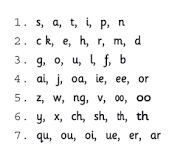 1. s, a, t, i, p, n
2. ck, e, h, r, m, d
3. g, o, u, l, f, b
4. ai, j, oa, ie, ee, or
5. z, w, ng, v, oo, oo
6. y, x, ch, sh, th, th
7. qu, ou, oi, ue, er, ar